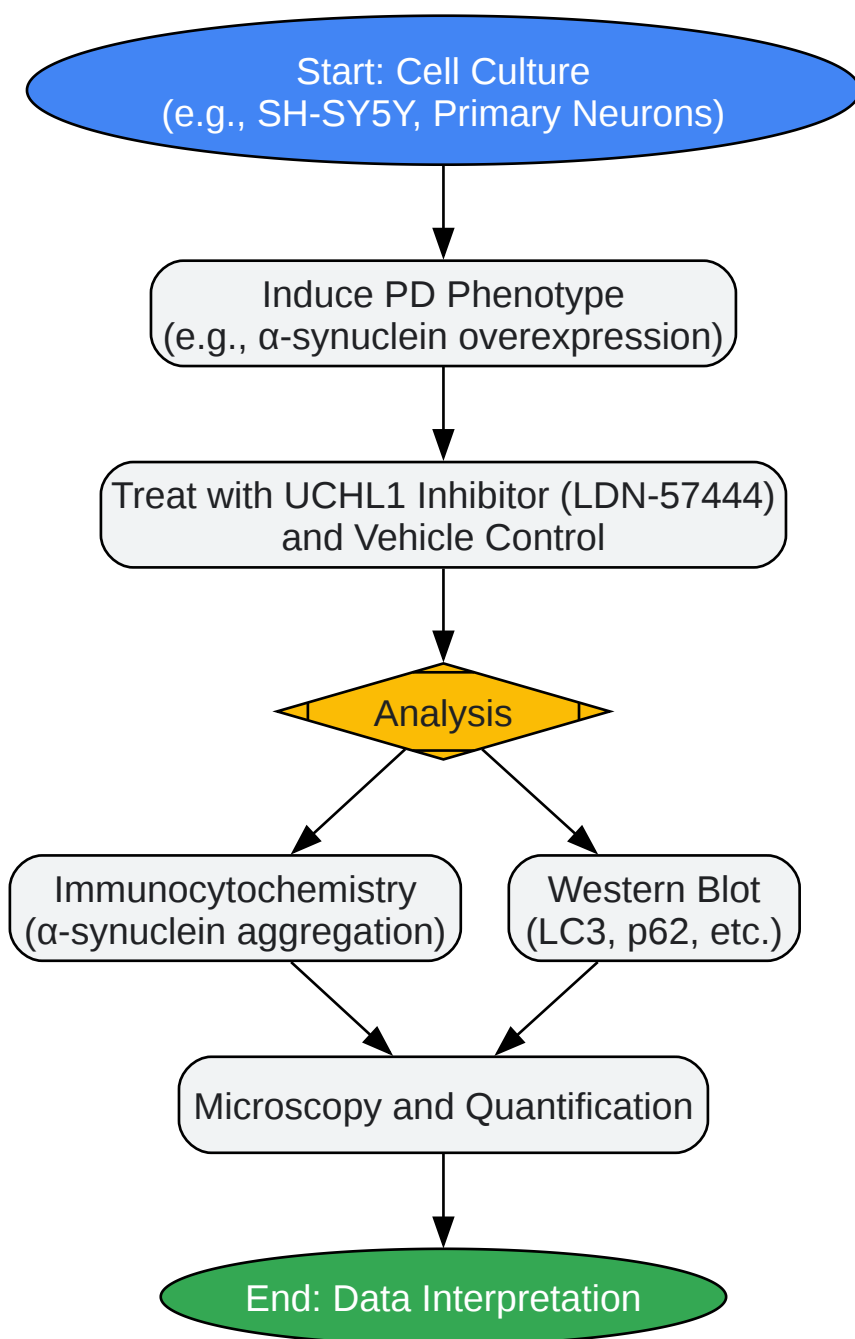 Start: Cell Culture
(e.g., SH-SY5Y, Primary Neurons)
Induce PD Phenotype
(e.g., α-synuclein overexpression)
Treat with UCHL1 Inhibitor (LDN-57444)
and Vehicle Control
Analysis
Immunocytochemistry
(α-synuclein aggregation)
Western Blot
(LC3, p62, etc.)
Microscopy and Quantification
End: Data Interpretation